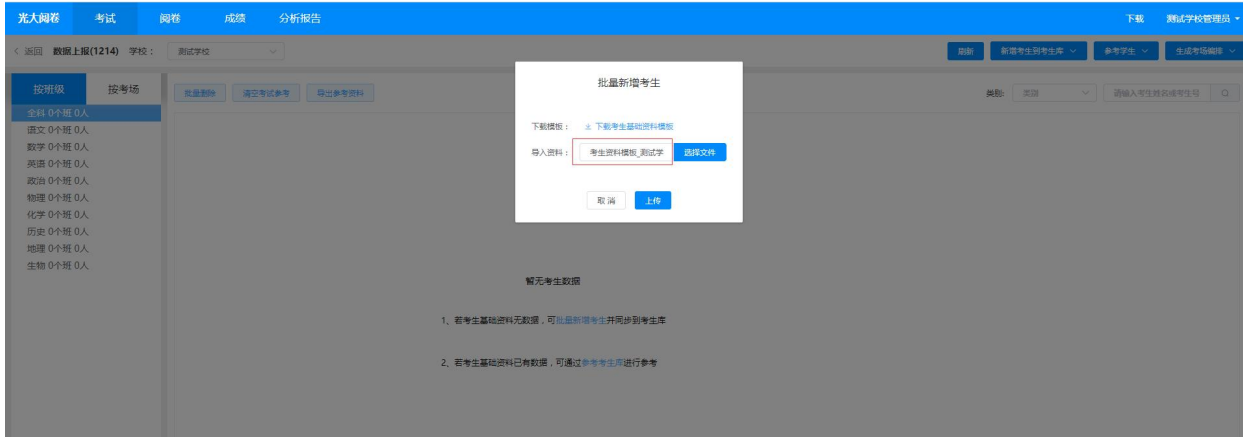 光大阅卷 考试 阅卷 成绩 分析报告 下载 测试学校管理员
< 返回 数据上报(1214) 学校： 测试学校 刷新 新增考生到考生库 参考学生 生成考场编排
批量新增考生
按班级 按考场 批量删除 清空考试参考 导出参考资料 类别: 类别 请输入考生姓名或考生号
全科 0个班 0人
语文 0个班 0人
下载模板： 下载考生基础资料模板
数学 0个班 0人
导入资料： 考生资料模板_测试学 选择文件
英语 0个班 0人
政治 0个班 0人
物理 0个班 0人
取 消 上传
化学 0个班 0人
历史 0个班 0人
地理 0个班 0人
生物 0个班 0人
暂无考生数据
1、若考生基础资料无数据，可批量新增考生并同步到考生库
2、若考生基础资料已有数据，可通过参考考生库进行参考